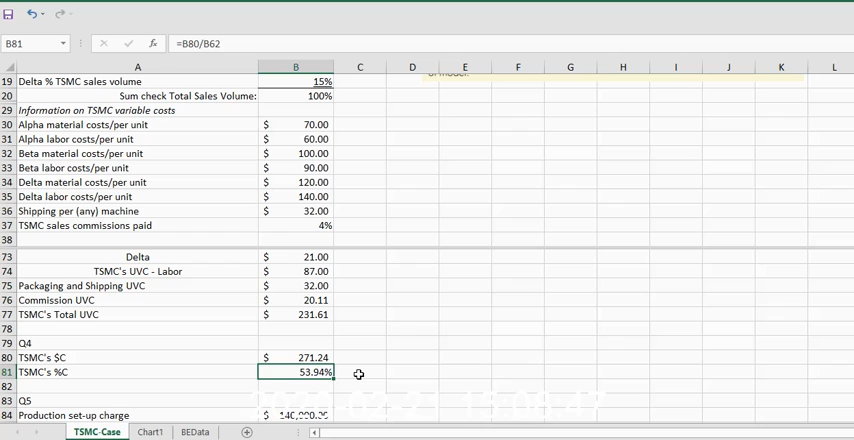 B81 fx =B80/B62
A B C D E F G H I J K L
of model.
19 Delta % TSMC sales volume 15%
20 Sum check Total Sales Volume: 100%
29 Information on TSMC variable costs
30 Alpha material costs/per unit $ 70.00
31 Alpha labor costs/per unit $ 60.00
32 Beta material costs/per unit $ 100.00
33 Beta labor costs/per unit $ 90.00
34 Delta material costs/per unit $ 120.00
35 Delta labor costs/per unit $ 140.00
36 Shipping per (any) machine $ 32.00
37 TSMC sales commissions paid 4%
38
73 Delta $ 21.00
74 TSMC's UVC - Labor $ 87.00
75 Packaging and Shipping UVC $ 32.00
76 Commission UVC $ 20.11
77 TSMC's Total UVC $ 231.61
78
79 Q4
80 TSMC's $C $ 271.24
81 TSMC's %C 53.94%
82
83 Q5
84 Production set-up charge $ 140,000.00
TSMC-Case Chart1 BEData